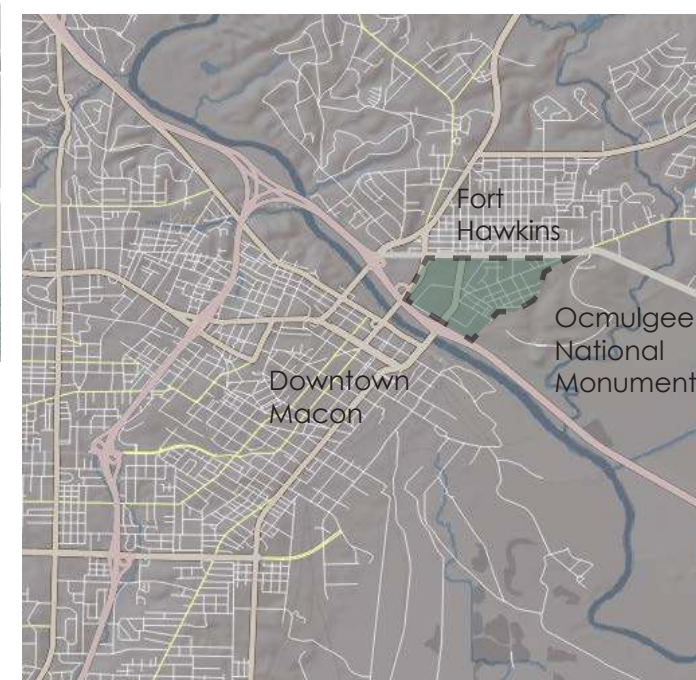 Fort
Hawkins
Ocmulgee
National
Monument
Downtown
Macon